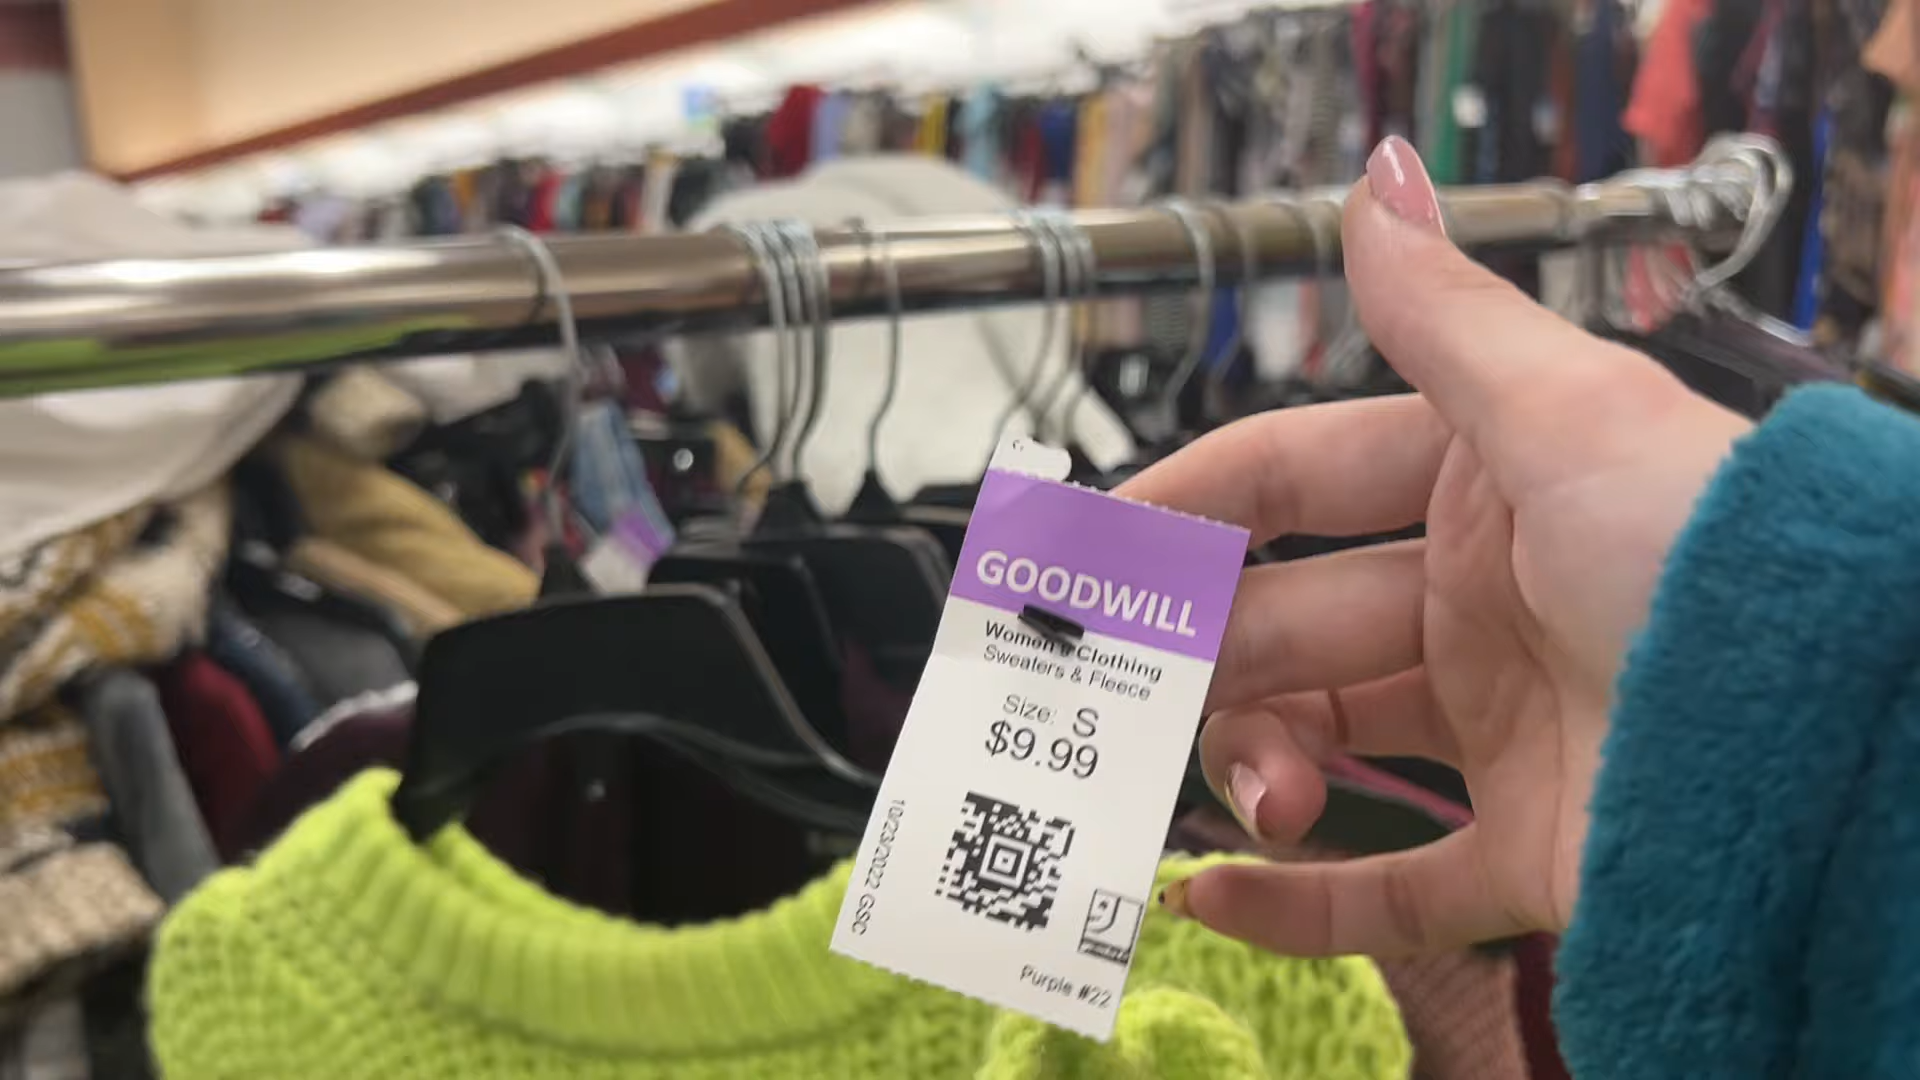 GOODWILL
Women's Clothing
Sweaters & Fleece
Size: S
$9.99
10/23/2022 GSC
Purple #22